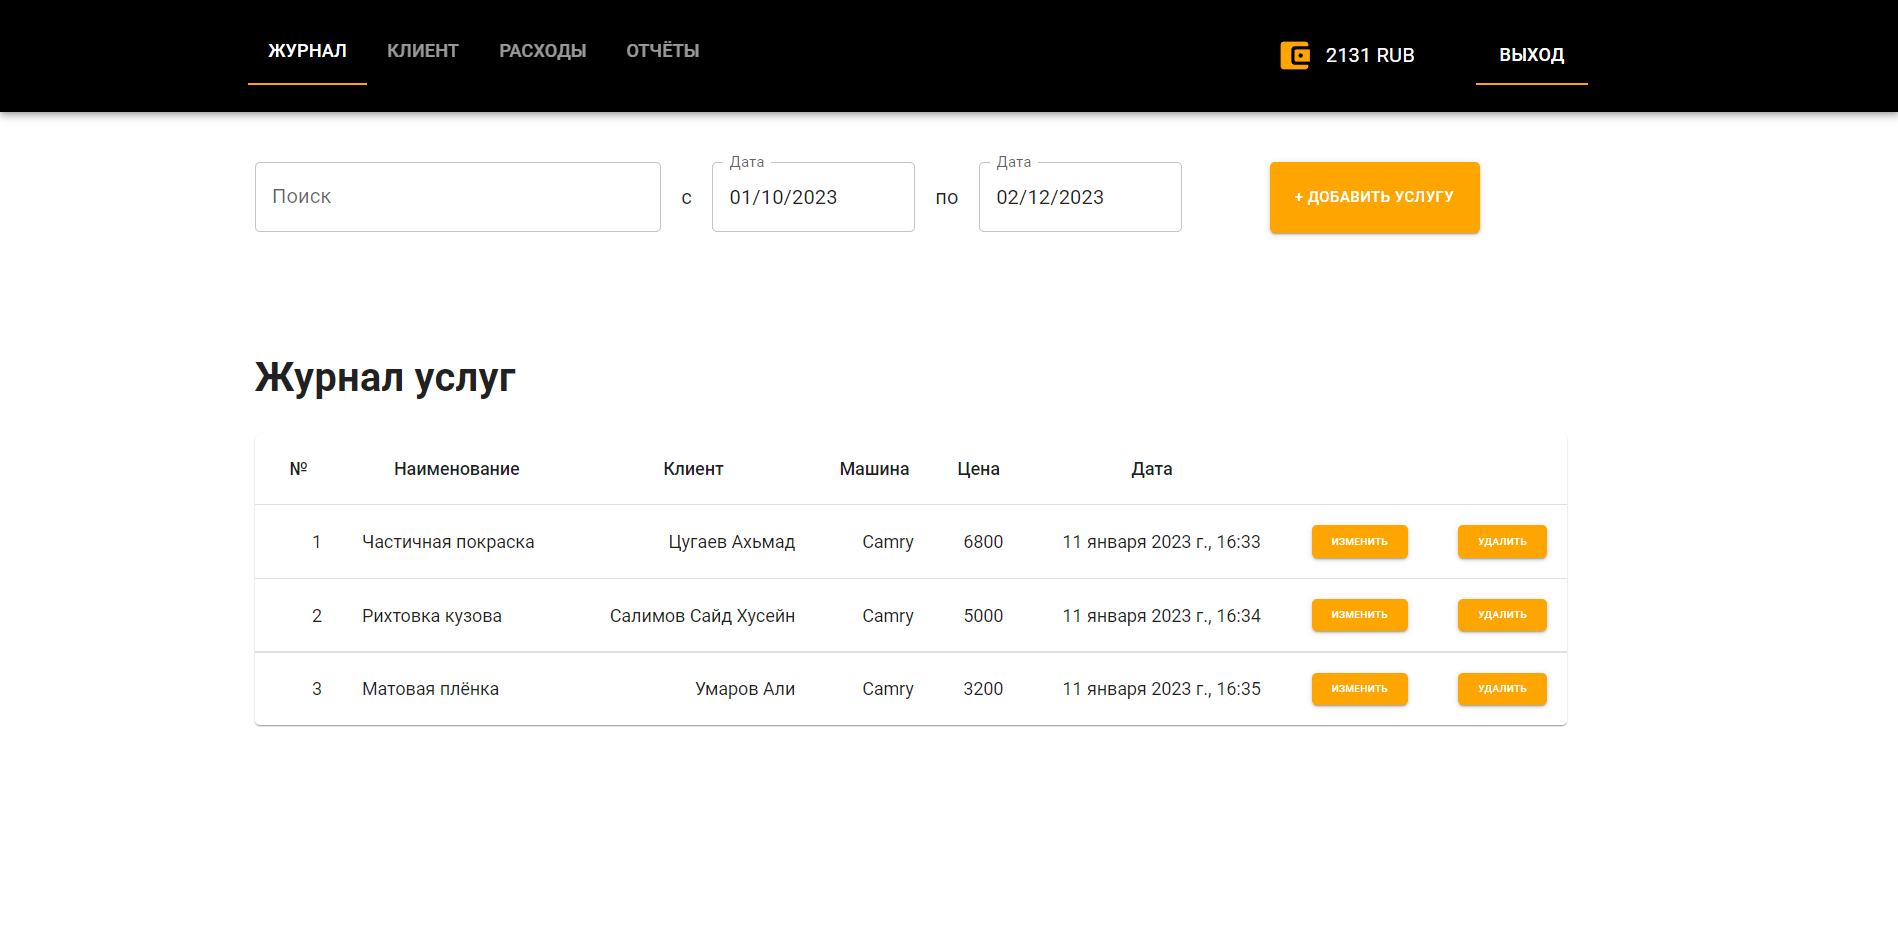 ЖУРНАЛ КЛИЕНТ РАСХОДЫ ОТЧЁТЫ 2131 RUB ВЫХОД
Дата Дата
Поиск с 01/10/2023 по 02/12/2023 + ДОБАВИТЬ УСЛУГУ
Журнал услуг
№ Наименование Клиент Машина Цена Дата
1 Частичная покраска Цугаев Ахьмад Camry 6800 11 января 2023 г., 16:33 ИЗМЕНИТЬ УДАЛИТЬ
2 Рихтовка кузова Салимов Сайд Хусейн Camry 5000 11 января 2023 г., 16:34 ИЗМЕНИТЬ УДАЛИТЬ
3 Матовая плёнка Умаров Али Camry 3200 11 января 2023 г., 16:35 ИЗМЕНИТЬ УДАЛИТЬ